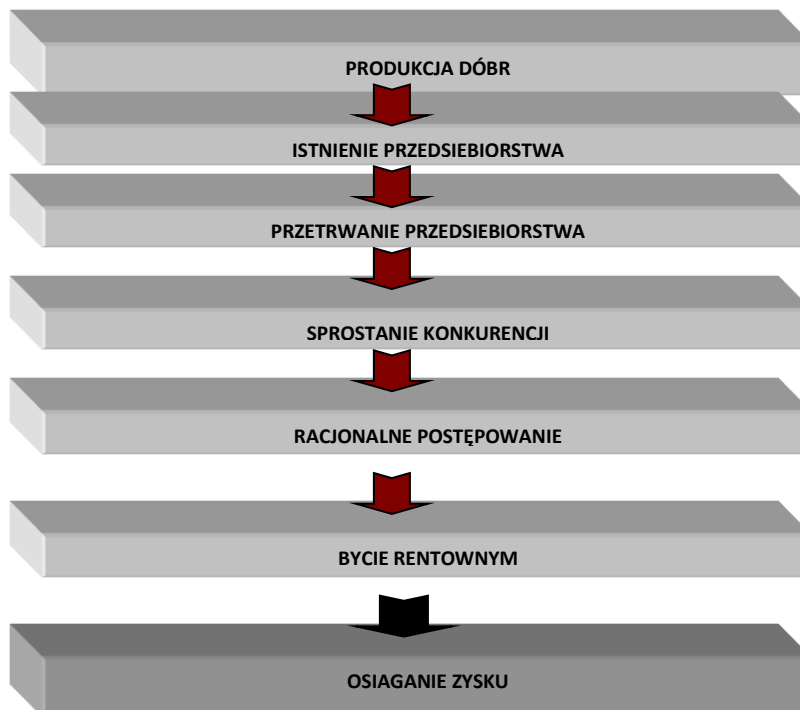 PRODUKCJA DÓBR
ISTNIENIE PRZEDSIEBIORSTWA
PRZETRWANIE PRZEDSIEBIORSTWA
SPROSTANIE KONKURENCJI
RACJONALNE POSTĘPOWANIE
BYCIE RENTOWNYM
OSIAGANIE ZYSKU